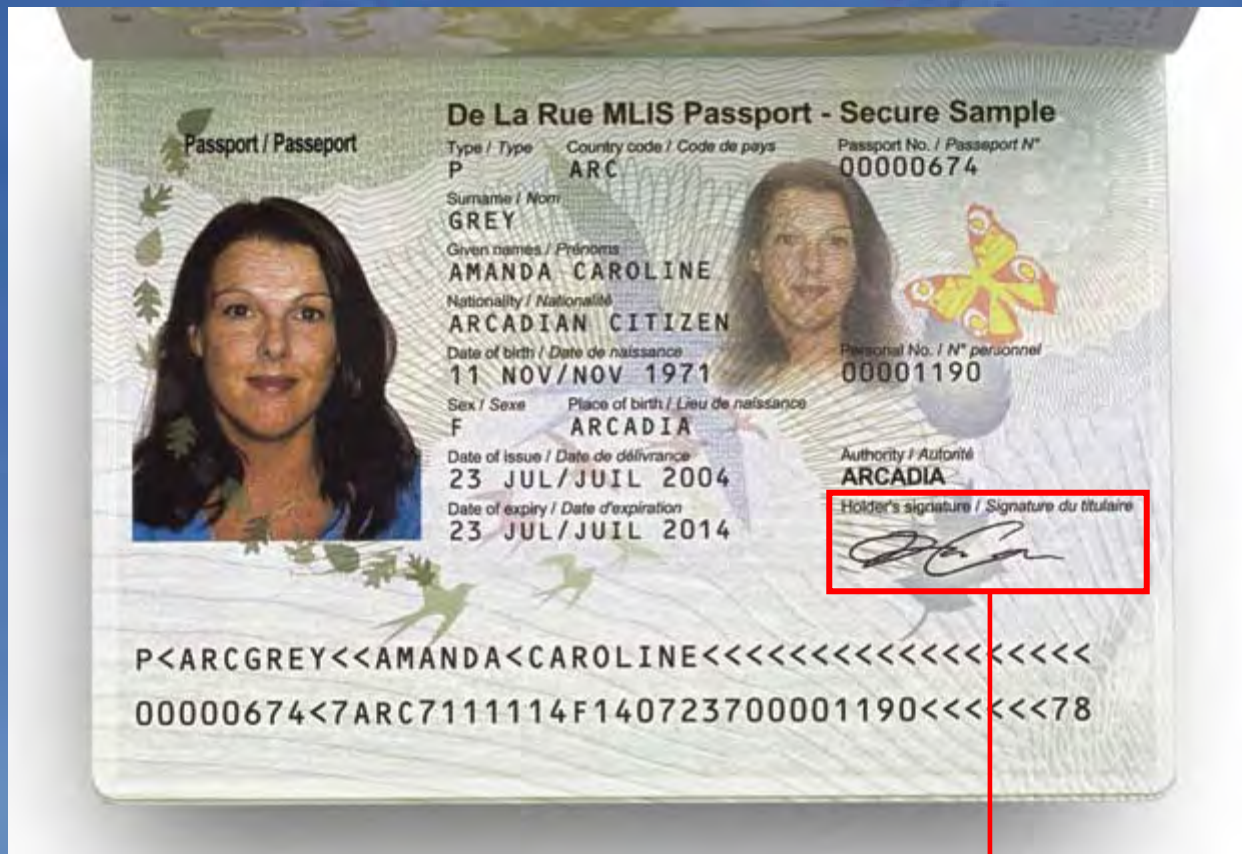 De La Rue MLIS Passport - Secure Sample
Passport / Passeport
Type / Type Country code / Code de pays Passport No. / Passeport N°
P ARC 00000674
Surname / Nom
GREY
Given names / Prénoms
AMANDA CAROLINE
Nationality / Nationalité
ARCADIAN CITIZEN
Date of birth / Date de naissance Personal No. / N° personnel
11 NOV/NOV 1971 00001190
Sex / Sexe Place of birth / Lieu de naissance
F ARCADIA
Date of issue / Date de délivrance Authority / Autorité
23 JUL/JUIL 2004 ARCADIA
Date of expiry / Date d'expiration Holder's signature / Signature du titulaire
23 JUL/JUIL 2014
P<ARCGREY<<AMANDA<CAROLINE<<<<<<<<<<<<<<<<<<
00000674<7ARC7111114F140723700001190<<<<<<78